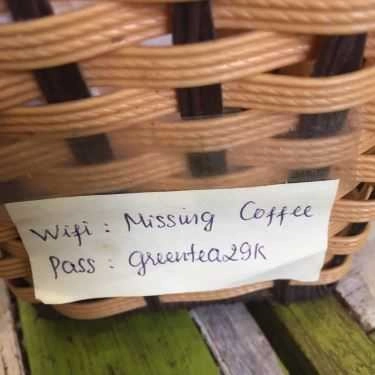 Wifi : Missing Coffee
Pass : greentea29K